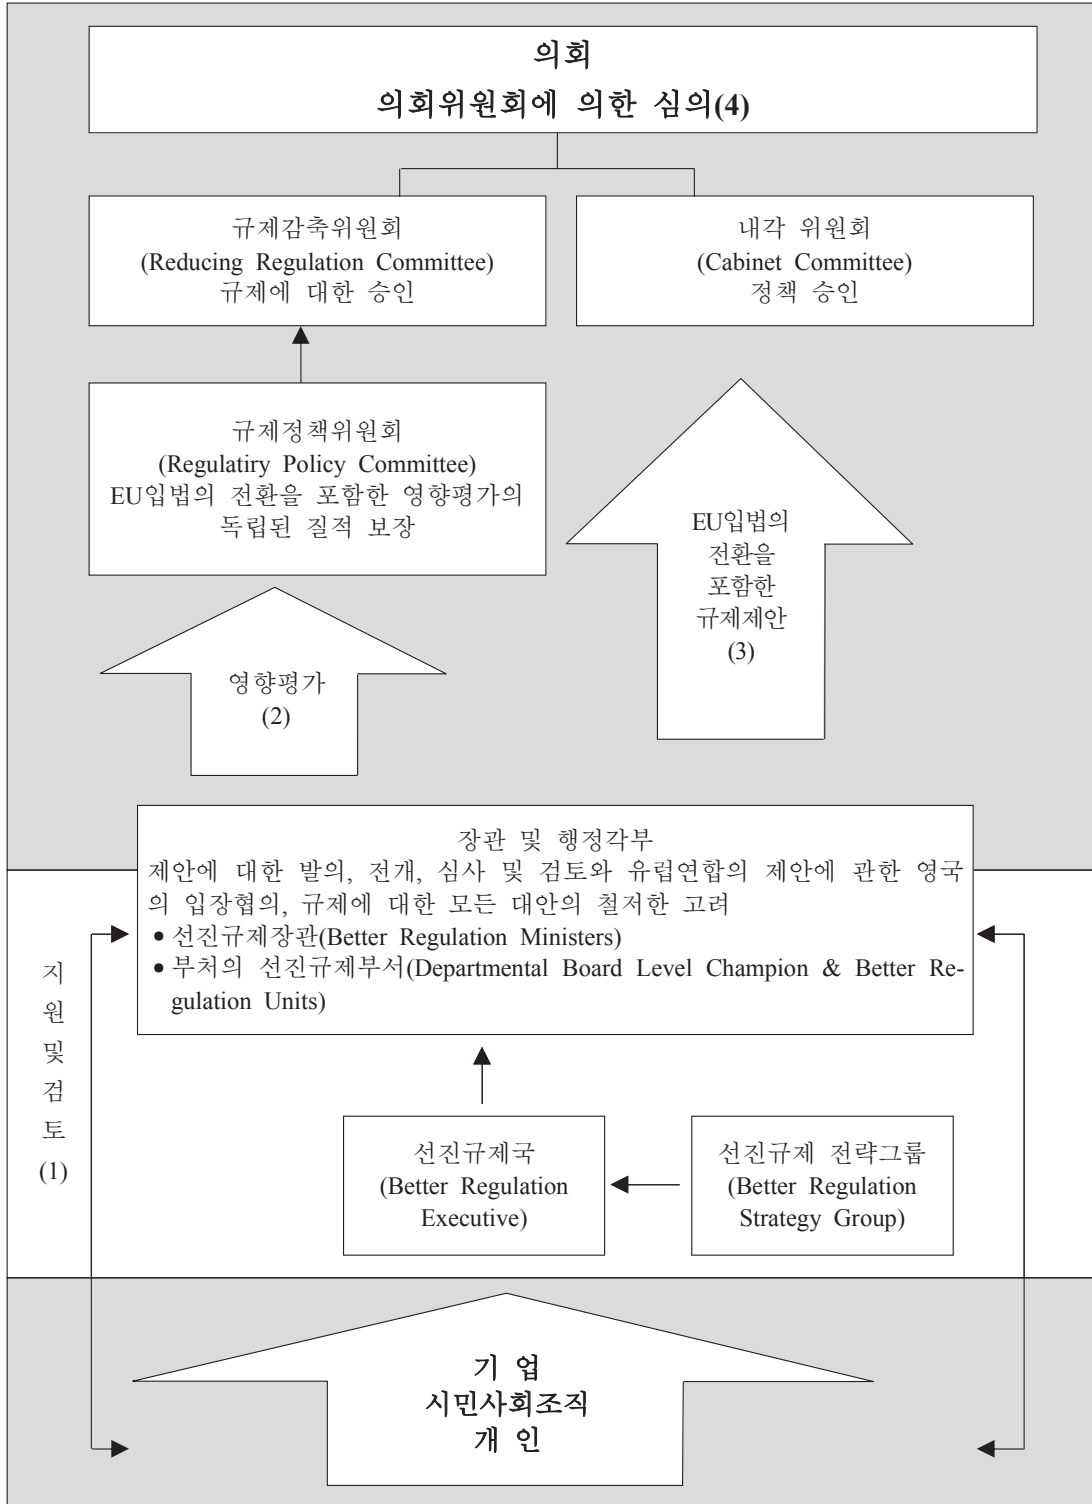 의회
의회위원회에 의한 심의(4)
규제감축위원회
(Reducing Regulation Committee)
규제에 대한 승인
내각 위원회
(Cabinet Committee)
정책 승인
규제정책위원회
(Regulatiry Policy Committee)
EU입법의 전환을 포함한 영향평가의
독립된 질적 보장
EU입법의
전환을
포함한
규제제안
(3)
영향평가
(2)
장관 및 행정각부
제안에 대한 발의, 전개, 심사 및 검토와 유럽연합의 제안에 관한 영국
의 입장협의, 규제에 대한 모든 대안의 철저한 고려
• 선진규제장관(Better Regulation Ministers)
• 부처의 선진규제부서(Departmental Board Level Champion & Better Re-
gulation Units)
지
원
및
검
토
(1)
선진규제국
(Better Regulation
Executive)
선진규제 전략그룹
(Better Regulation
Strategy Group)
기 업
시민사회조직
개 인